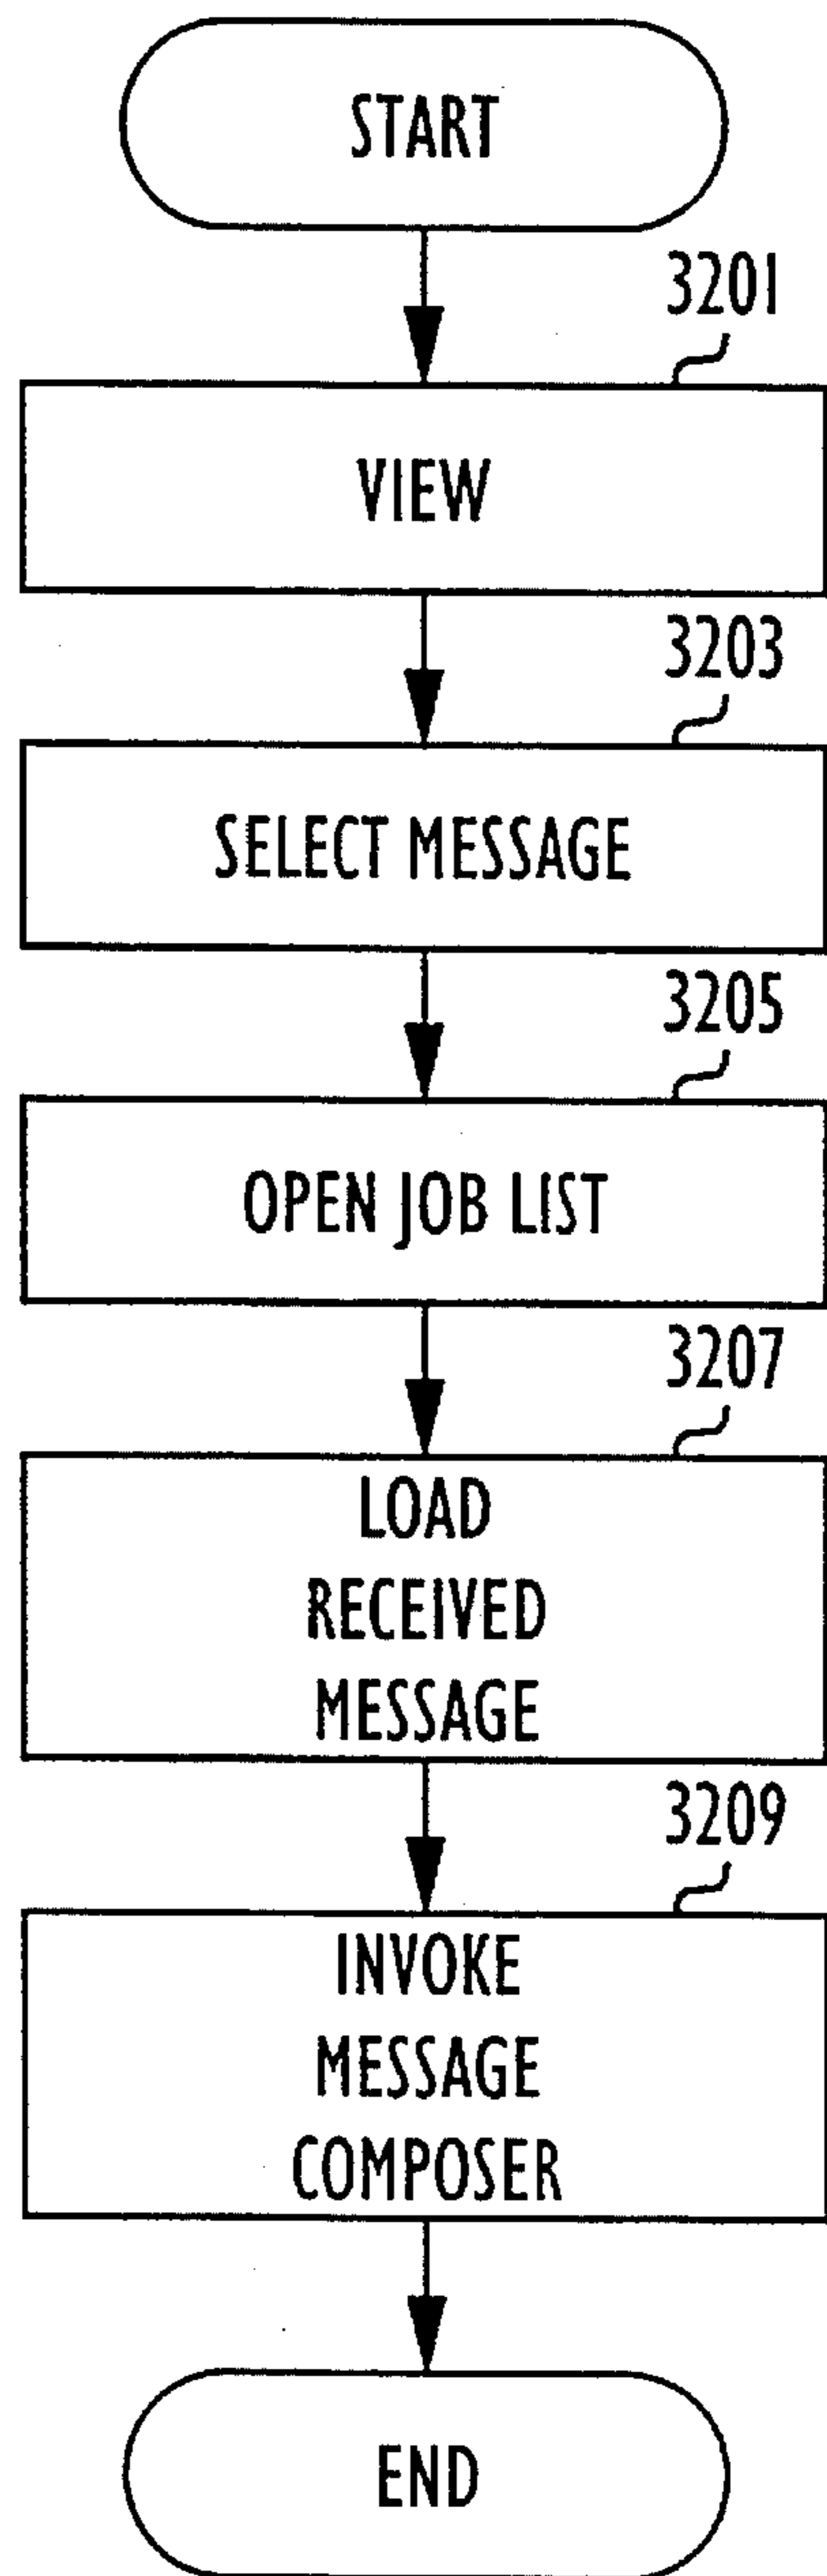 START
3201
VIEW
3203
SELECT MESSAGE
3205
OPEN JOB LIST
3207
LOAD
RECEIVED
MESSAGE
3209
INVOKE
MESSAGE
COMPOSER
END